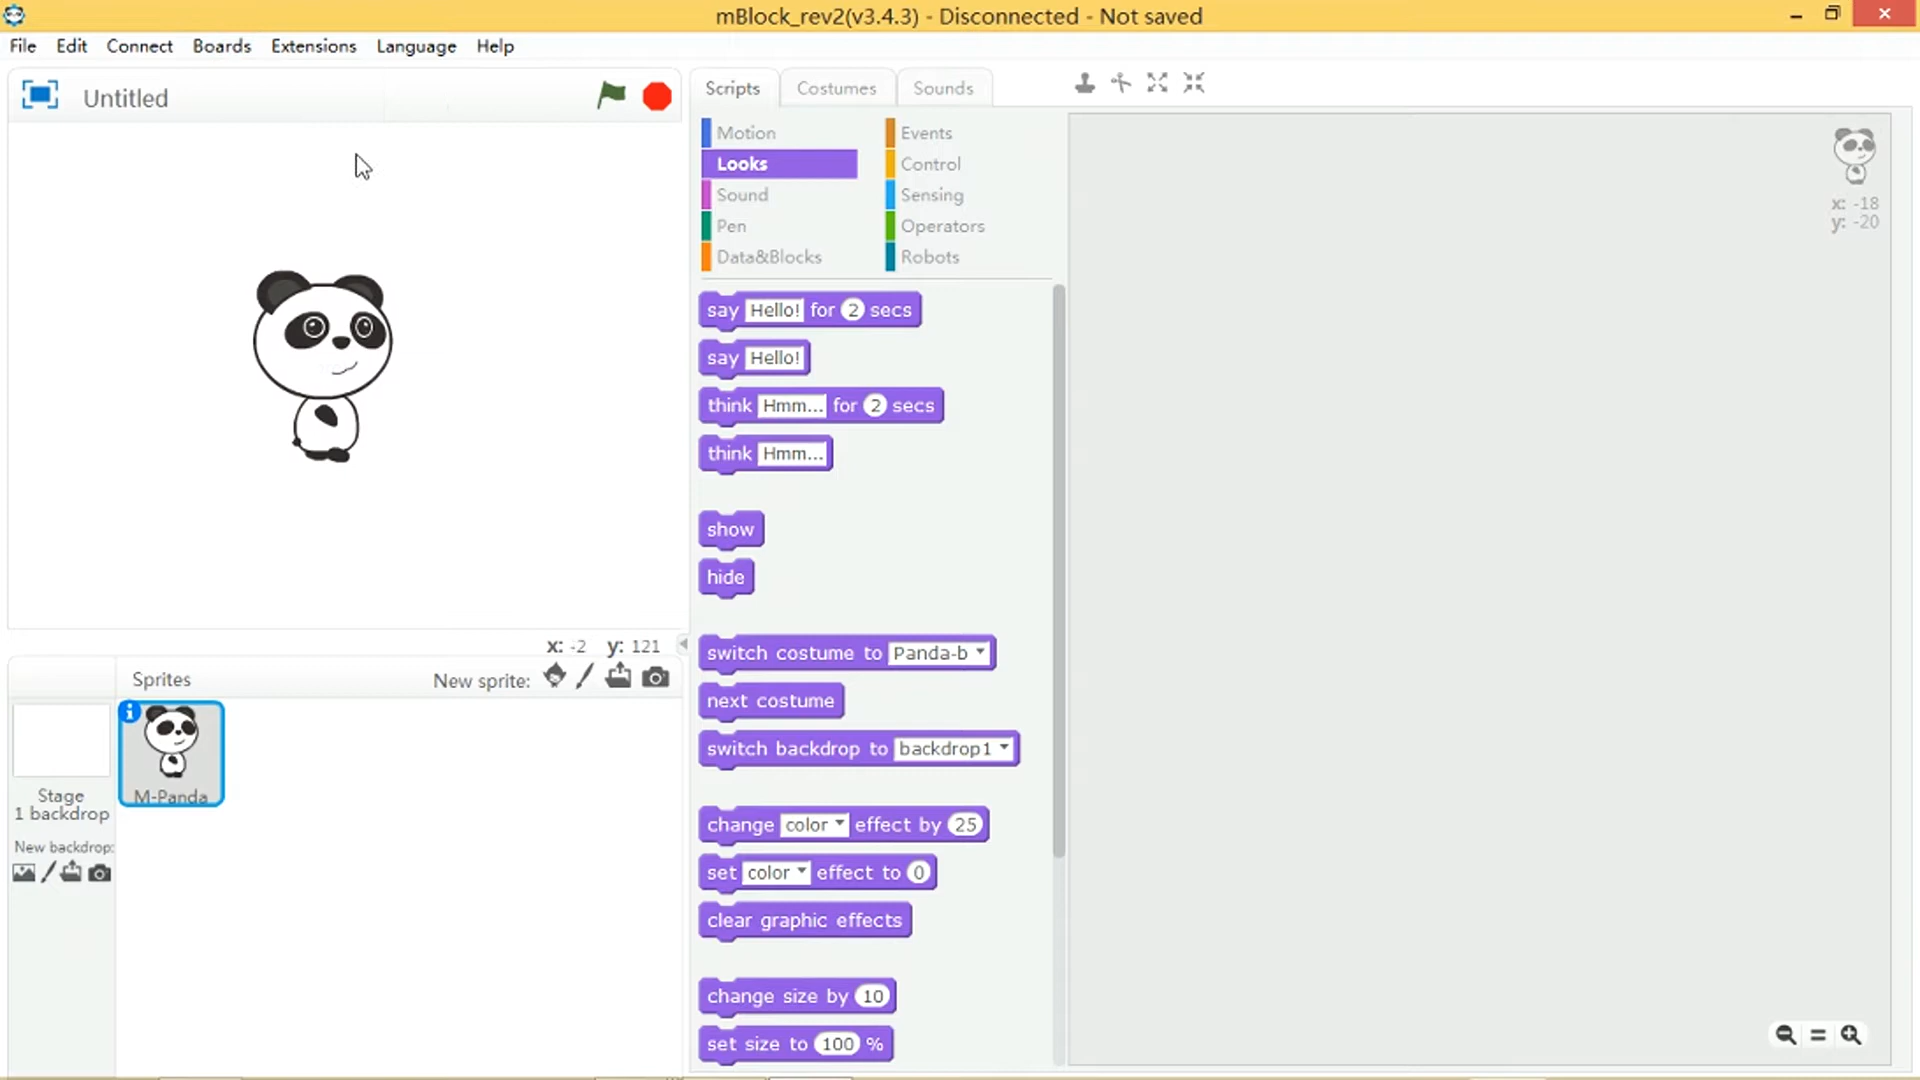 mBlock_rev2(v3.4.3) - Disconnected - Not saved
File Edit Connect Boards Extensions Language Help
Untitled
Scripts Costumes Sounds
Motion Events
Looks Control
Sound Sensing
Pen Operators
Data&Blocks Robots
say Hello! for 2 secs
say Hello!
think Hmm... for 2 secs
think Hmm...
show
hide
switch costume to Panda-b
next costume
switch backdrop to backdrop1
change color effect by 25
set color effect to 0
clear graphic effects
change size by 10
set size to 100 %
x: -18
y: -20
x: -2 y: 121
Sprites New sprite:
i
M-Panda
Stage
1 backdrop
New backdrop: